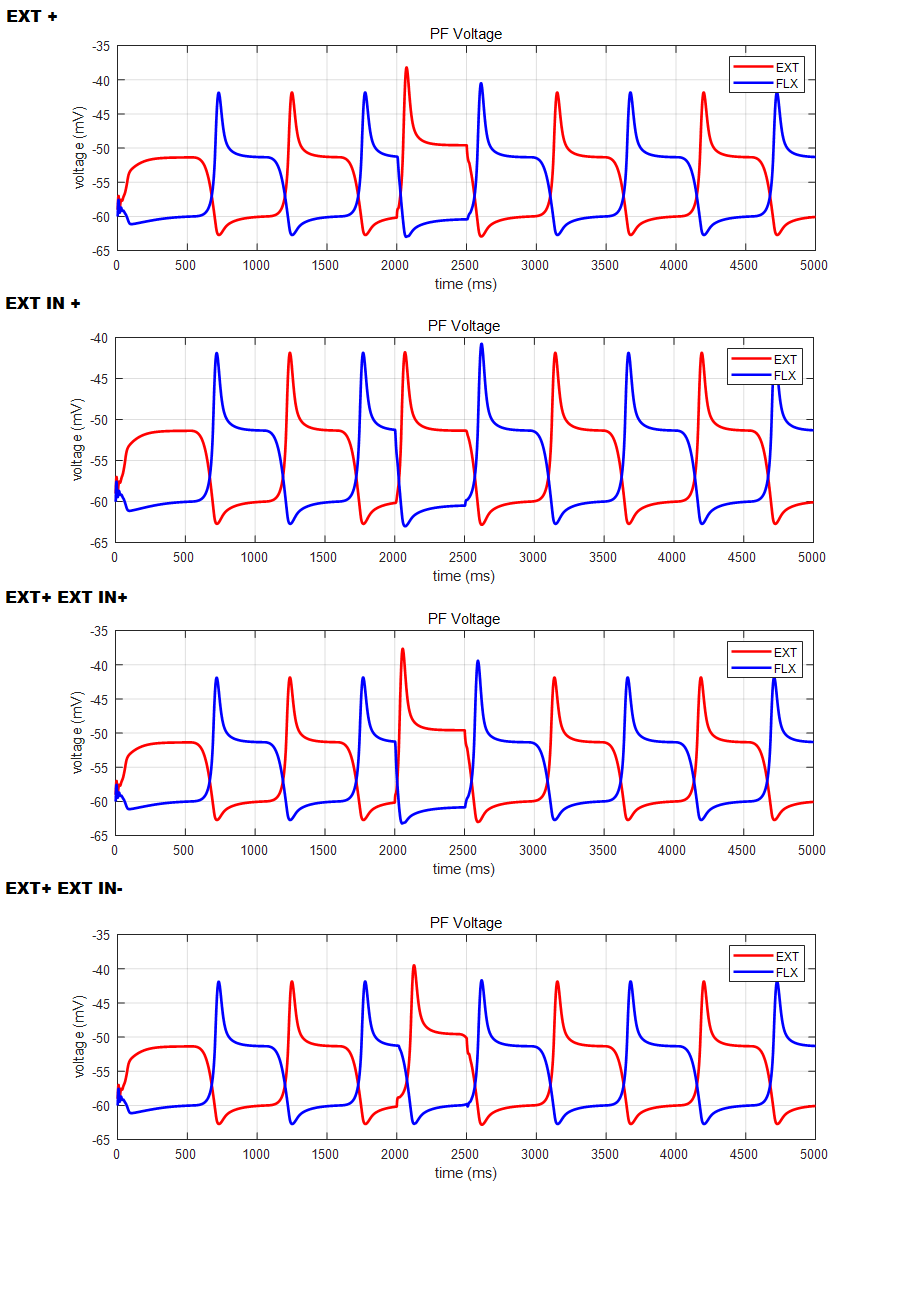 EXT +
PF Voltage
-35
-40
-45
-50
-55
-60
-65
voltage (mV)
EXT
FLX
0 500 1000 1500 2000 2500 3000 3500 4000 4500 5000
time (ms)
EXT IN +
PF Voltage
-40
-45
-50
-55
-60
-65
voltage (mV)
EXT
FLX
0 500 1000 1500 2000 2500 3000 3500 4000 4500 5000
time (ms)
EXT+ EXT IN+
PF Voltage
-35
-40
-45
-50
-55
-60
-65
voltage (mV)
EXT
FLX
0 500 1000 1500 2000 2500 3000 3500 4000 4500 5000
time (ms)
EXT+ EXT IN-
PF Voltage
-35
-40
-45
-50
-55
-60
-65
voltage (mV)
EXT
FLX
0 500 1000 1500 2000 2500 3000 3500 4000 4500 5000
time (ms)